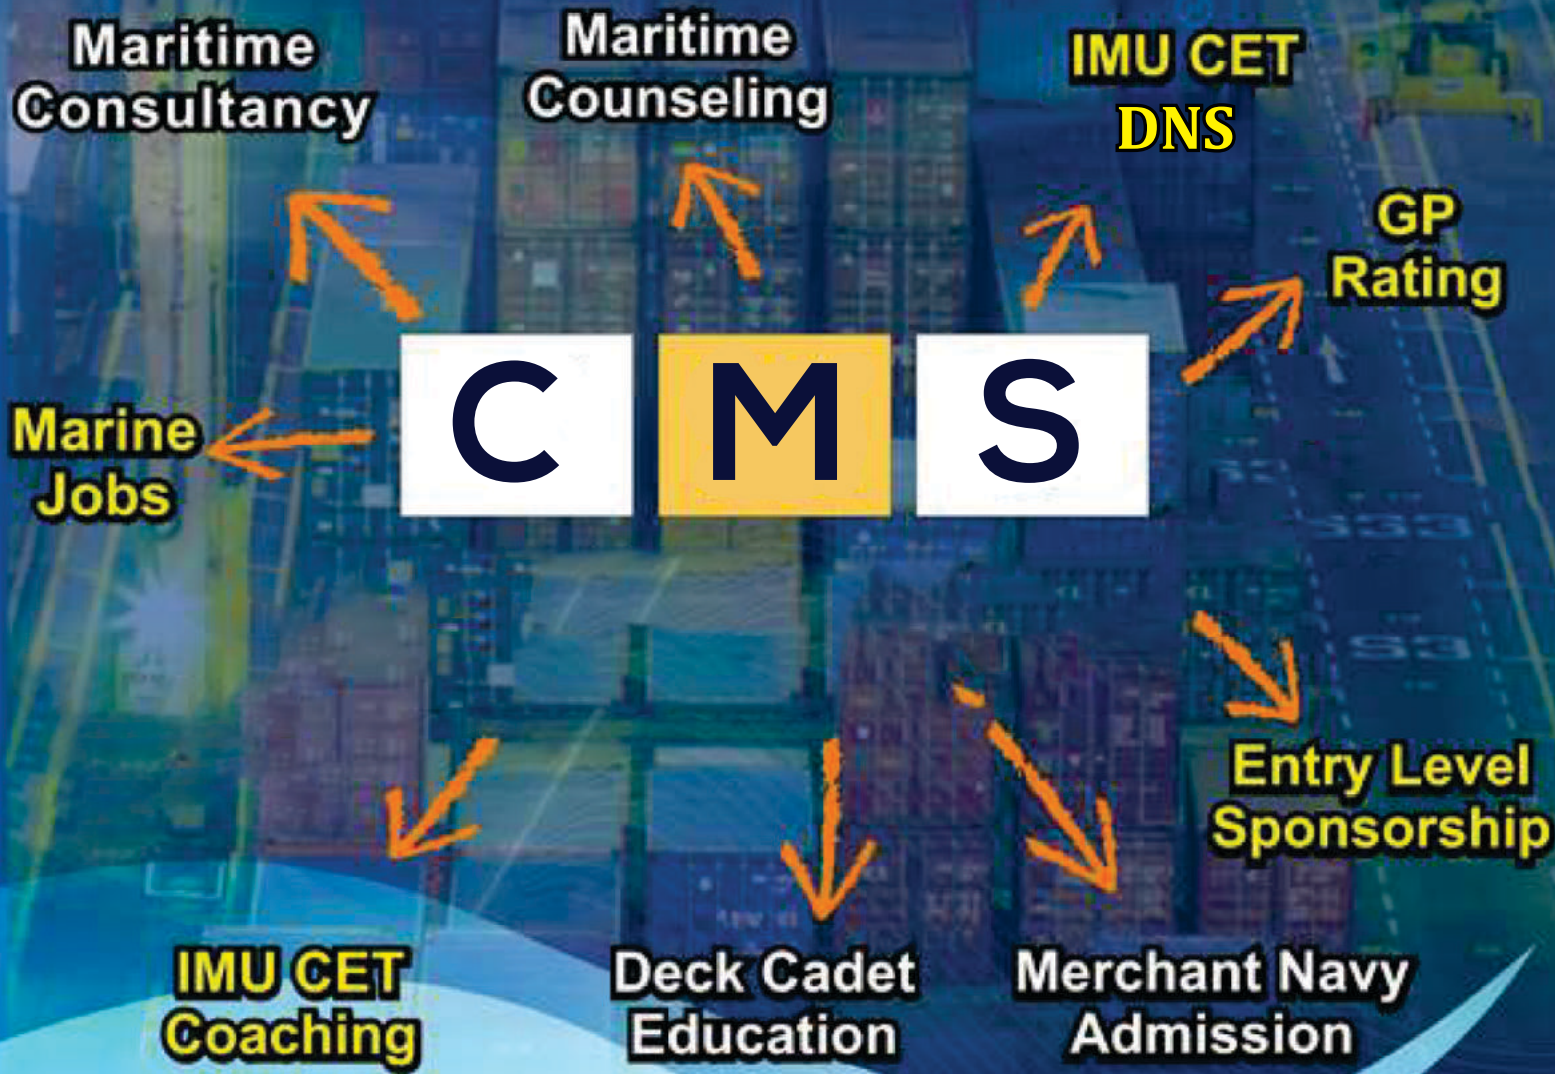 Maritime
Consultancy
Maritime
Counseling
IMU CET
DNS
GP
Rating
C M S
Marine
Jobs
Entry Level
Sponsorship
IMU CET
Coaching
Deck Cadet
Education
Merchant Navy
Admission